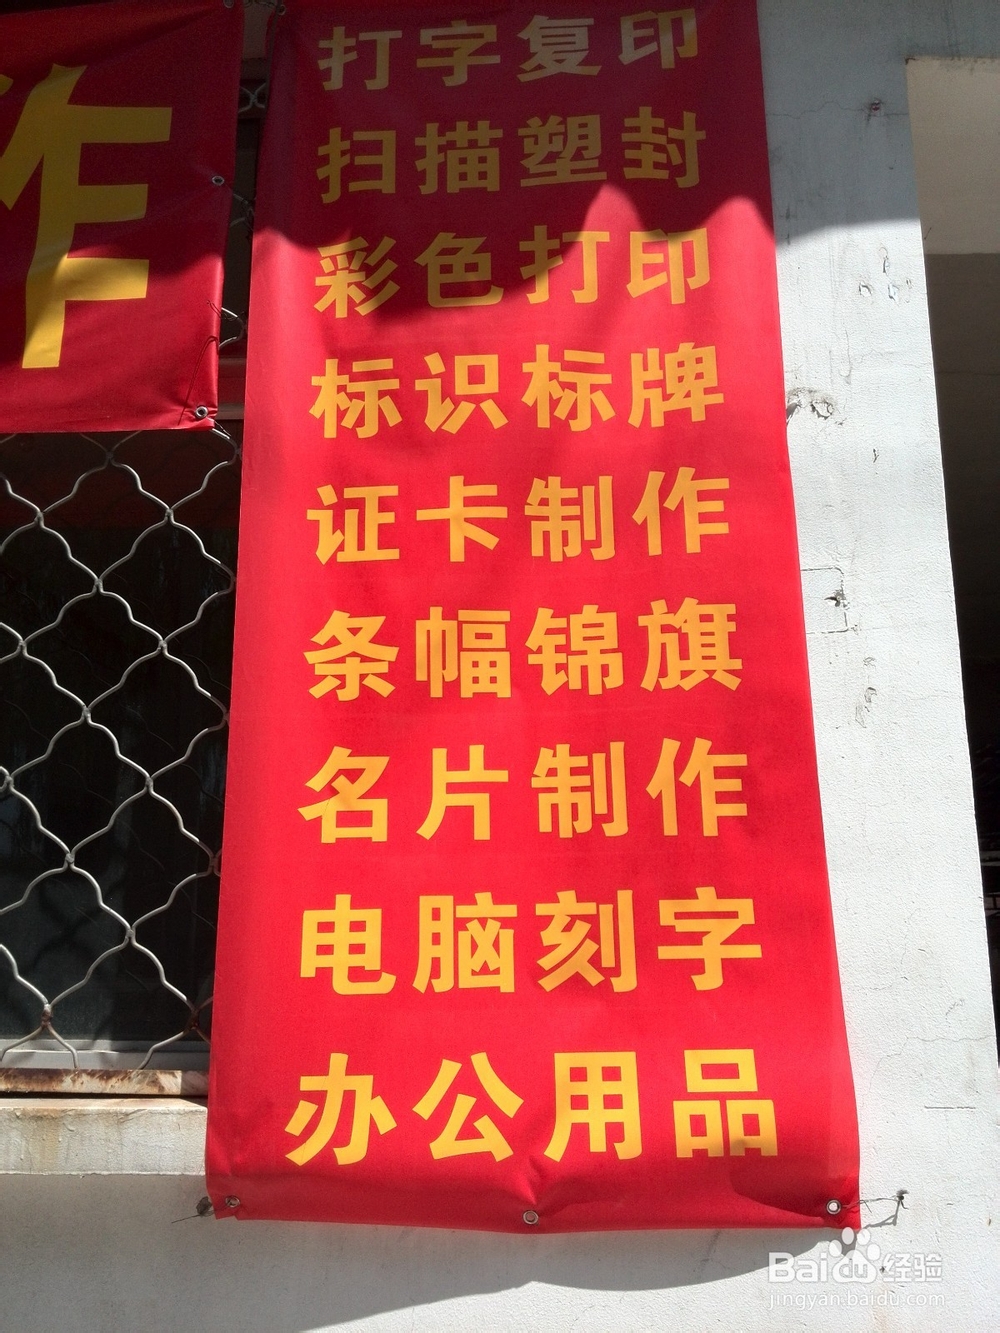 作
打字复印
扫描塑封
彩色打印
标识标牌
证卡制作
条幅锦旗
名片制作
电脑刻字
办公用品
Baidu经验
jingyan.baidu.com